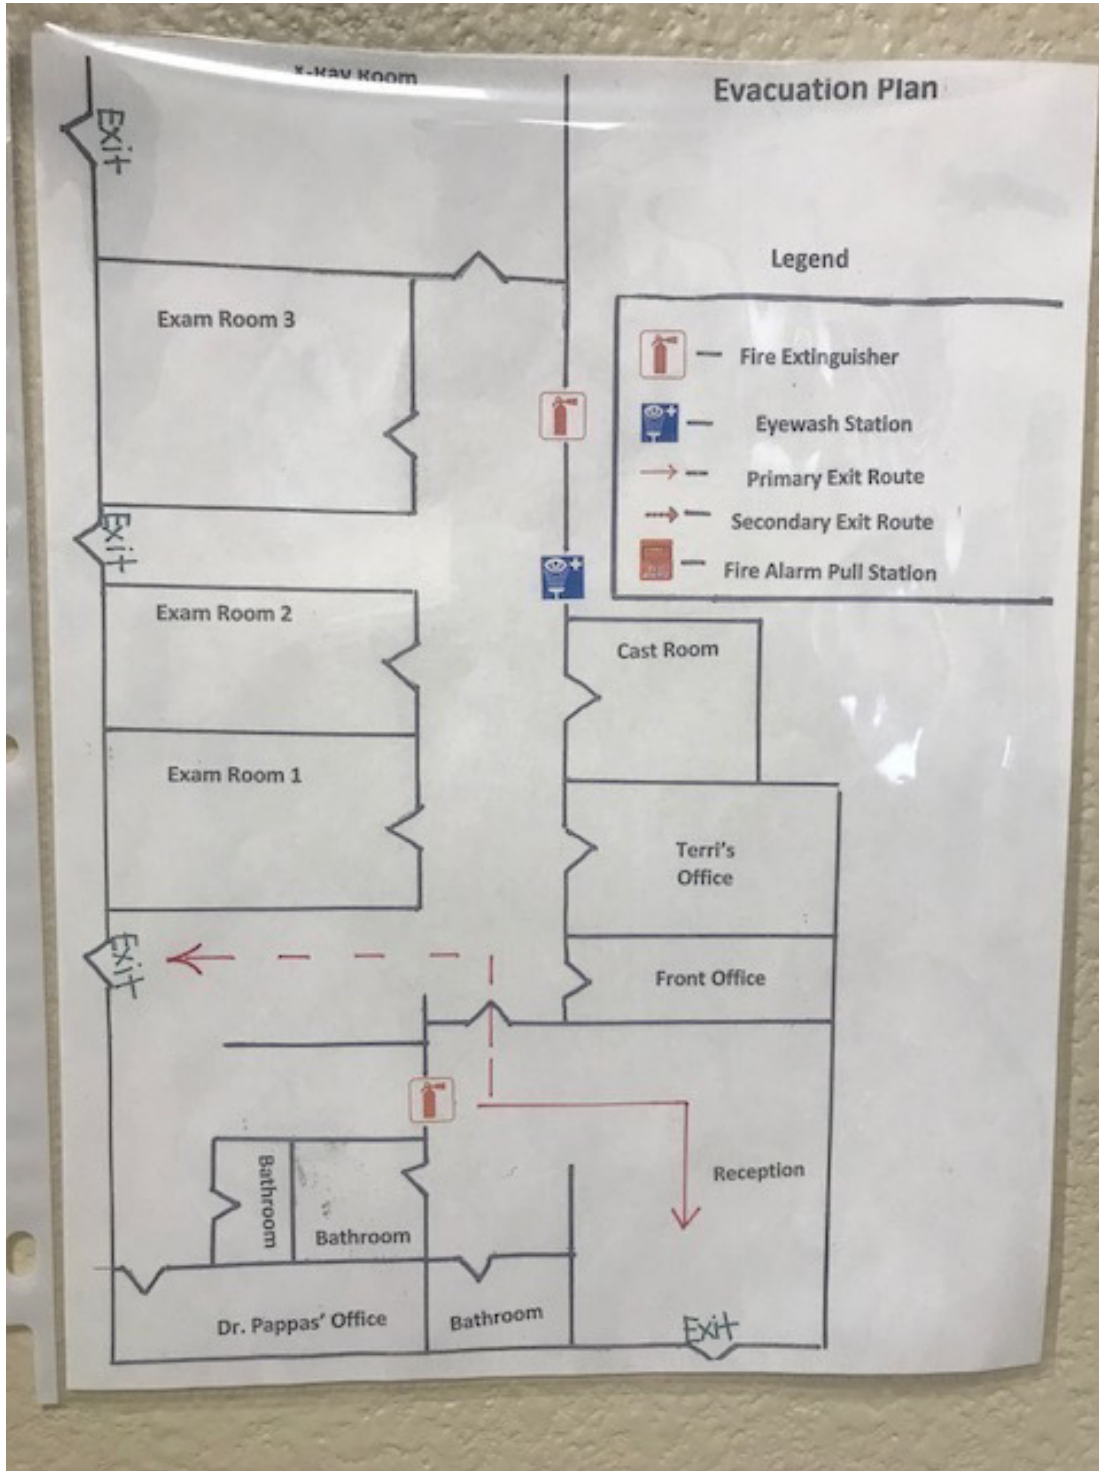 X-Ray Room
Evacuation Plan
Exit
Legend
Exam Room 3
Fire Extinguisher
Eyewash Station
Primary Exit Route
Secondary Exit Route
Fire Alarm Pull Station
Exit
Exam Room 2
Cast Room
Exam Room 1
Terri's
Office
Exit
Front Office
Reception
Bathroom
Bathroom
Dr. Pappas' Office
Bathroom
Exit